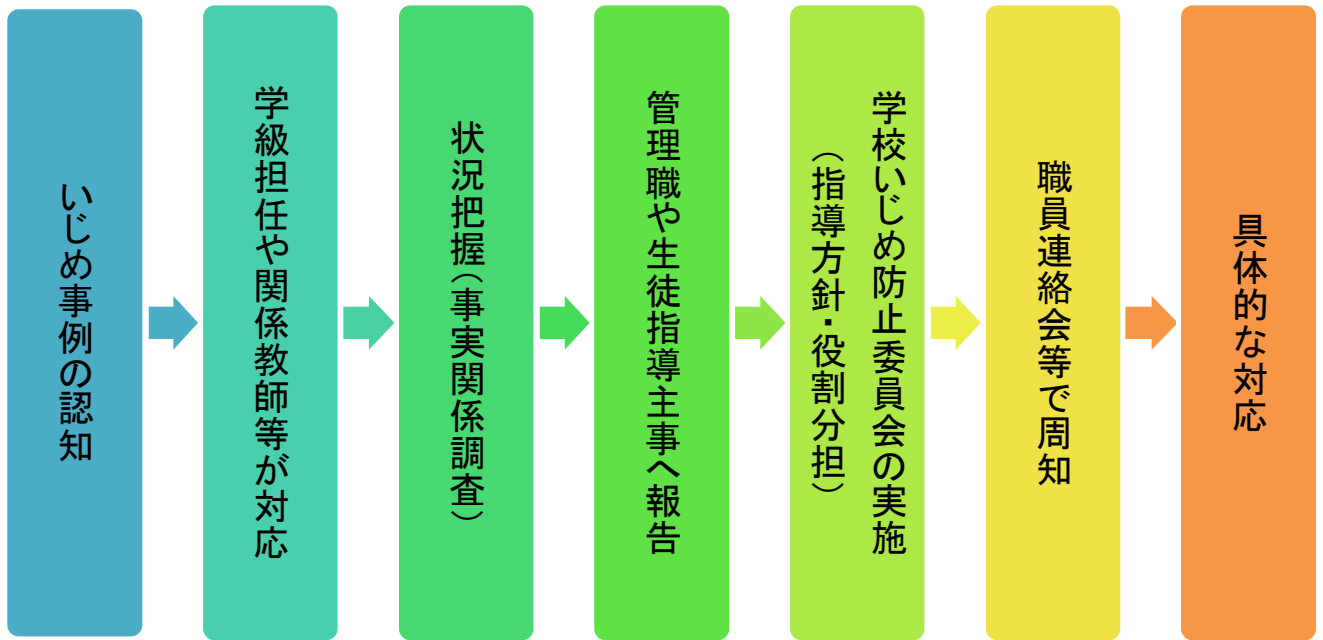 いじめ事例の認知
学級担任や関係教師等が対応
状況把握（事実関係調査）
管理職や生徒指導主事へ報告
学校いじめ防止委員会の実施
（指導方針・役割分担）
職員連絡会等で周知
具体的な対応